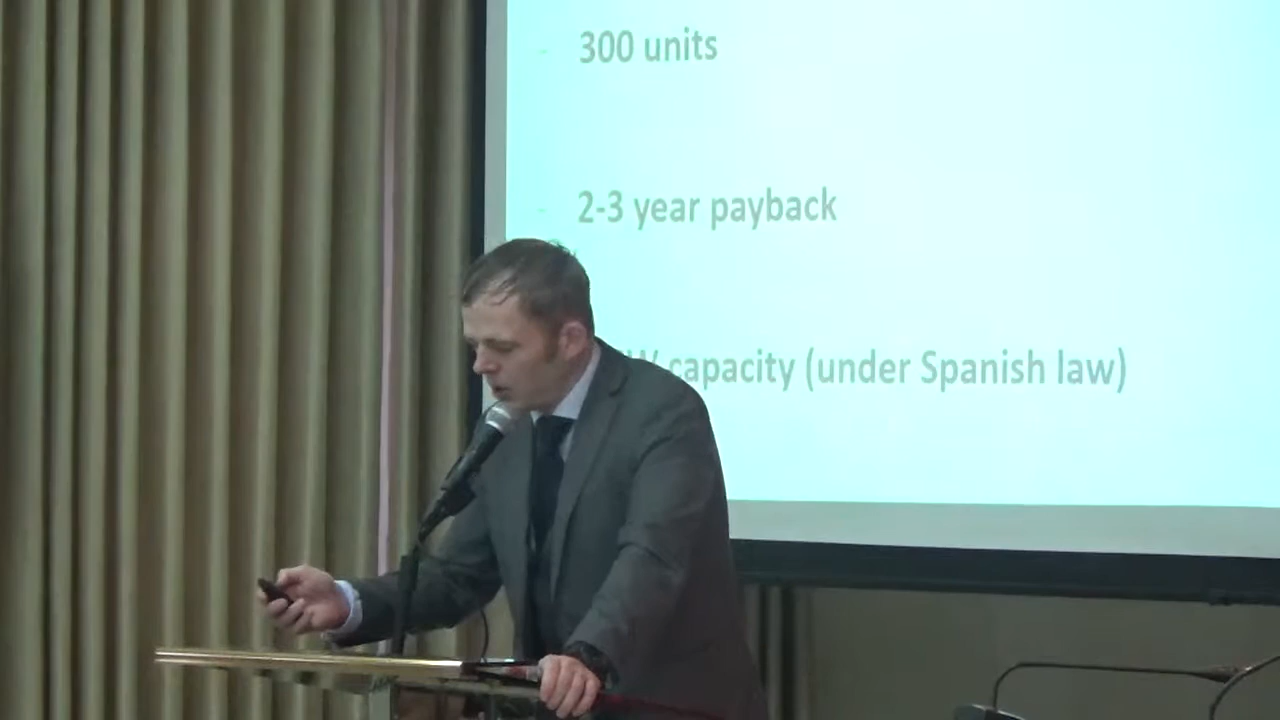 - 300 units
- 2-3 year payback
capacity (under Spanish law)